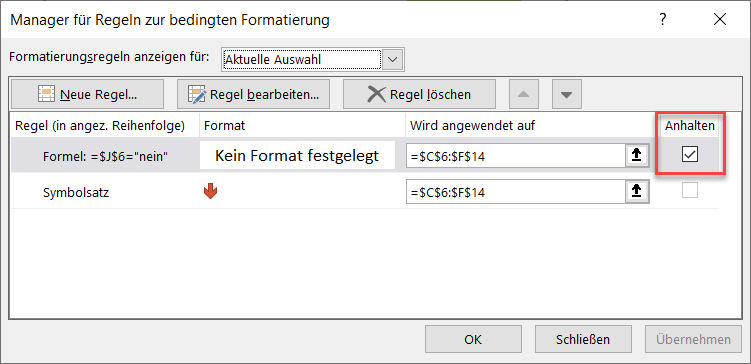 Manager für Regeln zur bedingten Formatierung
? ×
Formatierungsregeln anzeigen für: Aktuelle Auswahl
Neue Regel... Regel bearbeiten... Regel löschen
Regel (in angez. Reihenfolge) Format Wird angewendet auf Anhalten
Formel: =$J$6="nein" Kein Format festgelegt =$C$6:$F$14
Symbolsatz =$C$6:$F$14
OK Schließen Übernehmen